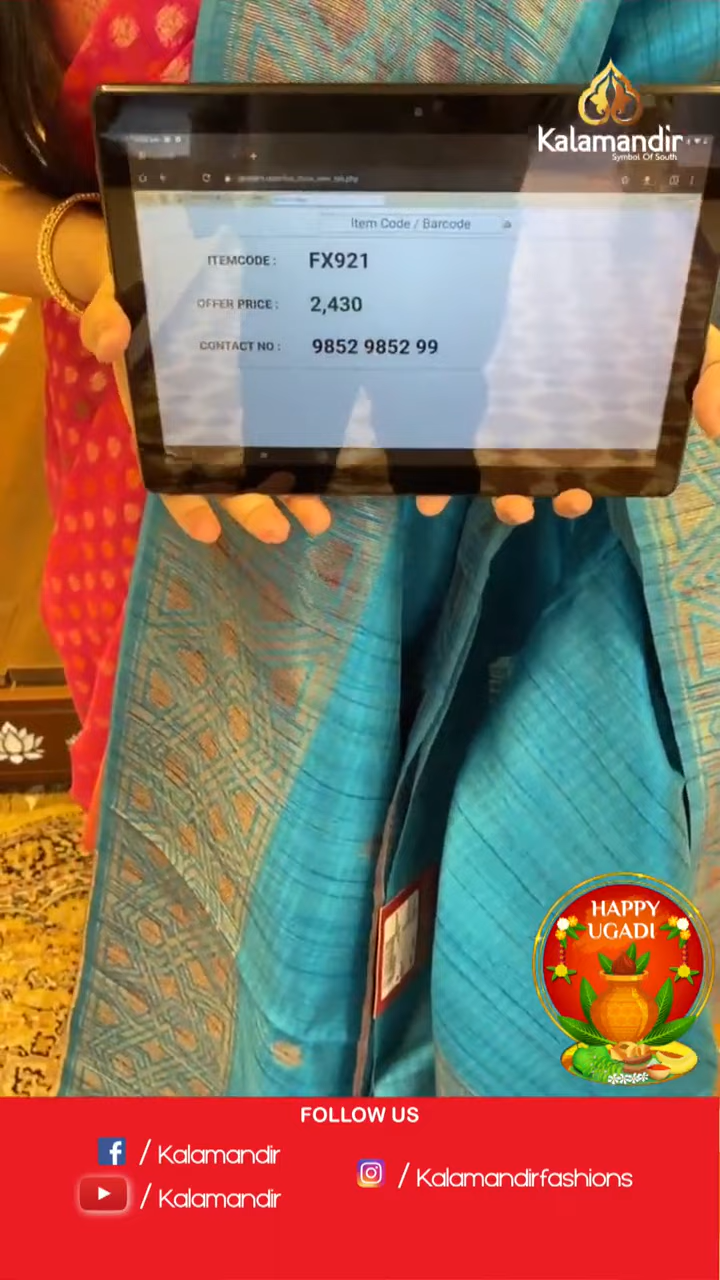 Kalamandir
Symbol Of South
Item Code / Barcode
ITEMCODE : FX921
OFFER PRICE : 2,430
CONTACT NO : 9852 9852 99
HAPPY
UGADI
FOLLOW US
/ Kalamandir
/ Kalamandirfashions
/ Kalamandir